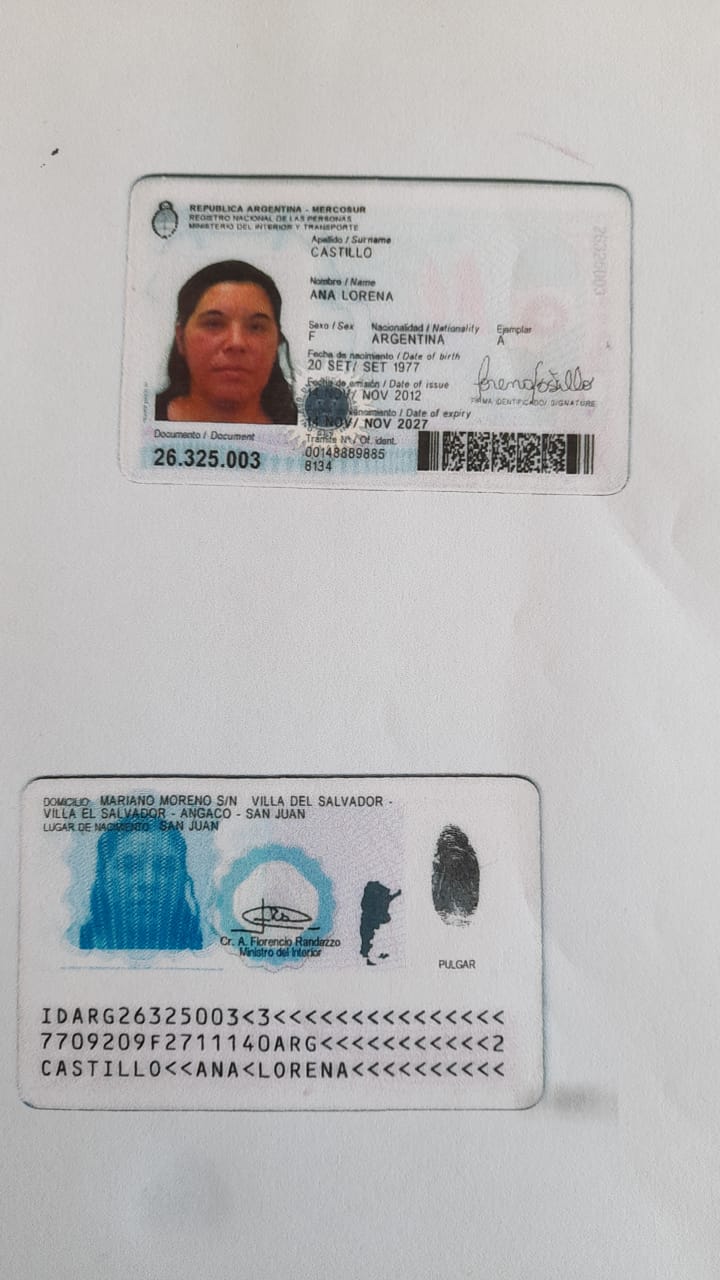 REPUBLICA ARGENTINA - MERCOSUR
REGISTRO NACIONAL DE LAS PERSONAS
MINISTERIO DEL INTERIOR Y TRANSPORTE
Apellido / Surname
CASTILLO
Nombre / Name
ANA LORENA
Sexo / Sex Nacionalidad / Nationality Ejemplar
F ARGENTINA A
Fecha de nacimiento / Date of birth
20 SET/ SET 1977
Fecha de emisión / Date of issue
NOV/ NOV 2012
/ Date of expiry
14 NOV/ NOV 2027
FIRMA IDENTIFICADO/ SIGNATURE
Documento / Document
26.325.003
Trámite Nº / Of. ident.
00148889885
8134
DOMICILIO: MARIANO MORENO S/N VILLA DEL SALVADOR -
VILLA EL SALVADOR - ANGACO - SAN JUAN
LUGAR DE NACIMIENTO: SAN JUAN
Cr. A. Florencio Randazzo
Ministro del Interior
PULGAR
IDARG26325003<3<<<<<<<<<<<<<<<
7709209F2711140ARG<<<<<<<<<<<2
CASTILLO<<ANA<LORENA<<<<<<<<<<